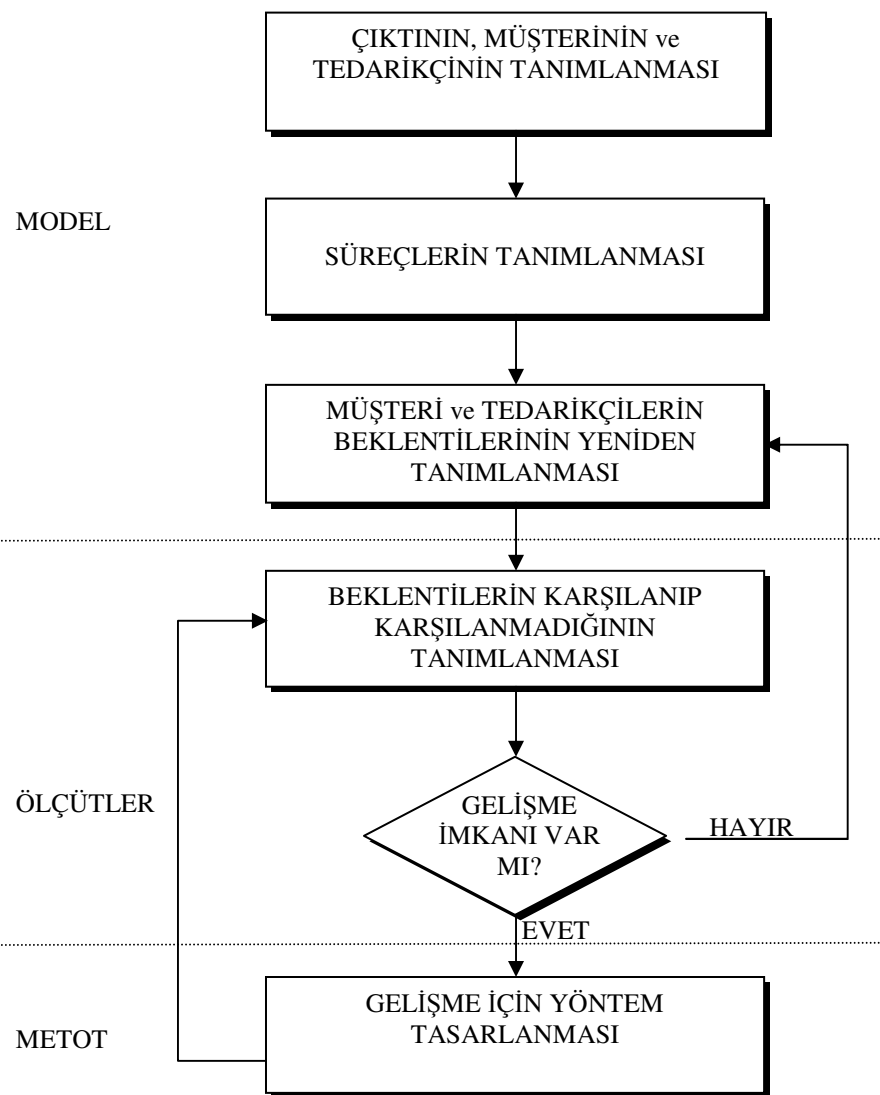 ÇIKTININ, MÜŞTERİNİN ve
TEDARİKÇİNİN TANIMLANMASI
MODEL
SÜREÇLERİN TANIMLANMASI
MÜŞTERİ ve TEDARİKÇİLERİN
BEKLENTİLERİNİN YENİDEN
TANIMLANMASI
BEKLENTİLERİN KARŞILANIP
KARŞILANMADIĞININ
TANIMLANMASI
ÖLÇÜTLER
GELİŞME
İMKANI VAR
MI?
HAYIR
EVET
GELİŞME İÇİN YÖNTEM
TASARLANMASI
METOT